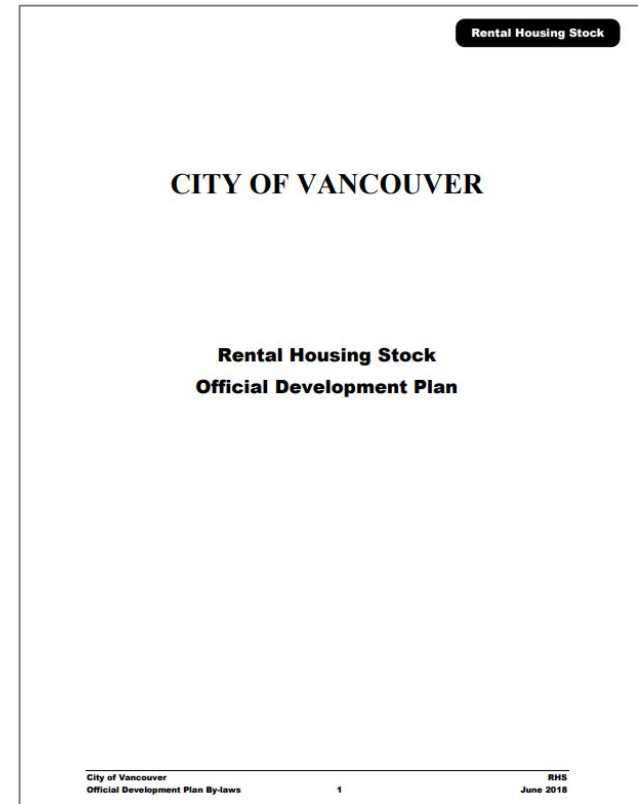 Rental Housing Stock
CITY OF VANCOUVER
Rental Housing Stock
Official Development Plan
City of Vancouver RHS
Official Development Plan By-laws 1 June 2018